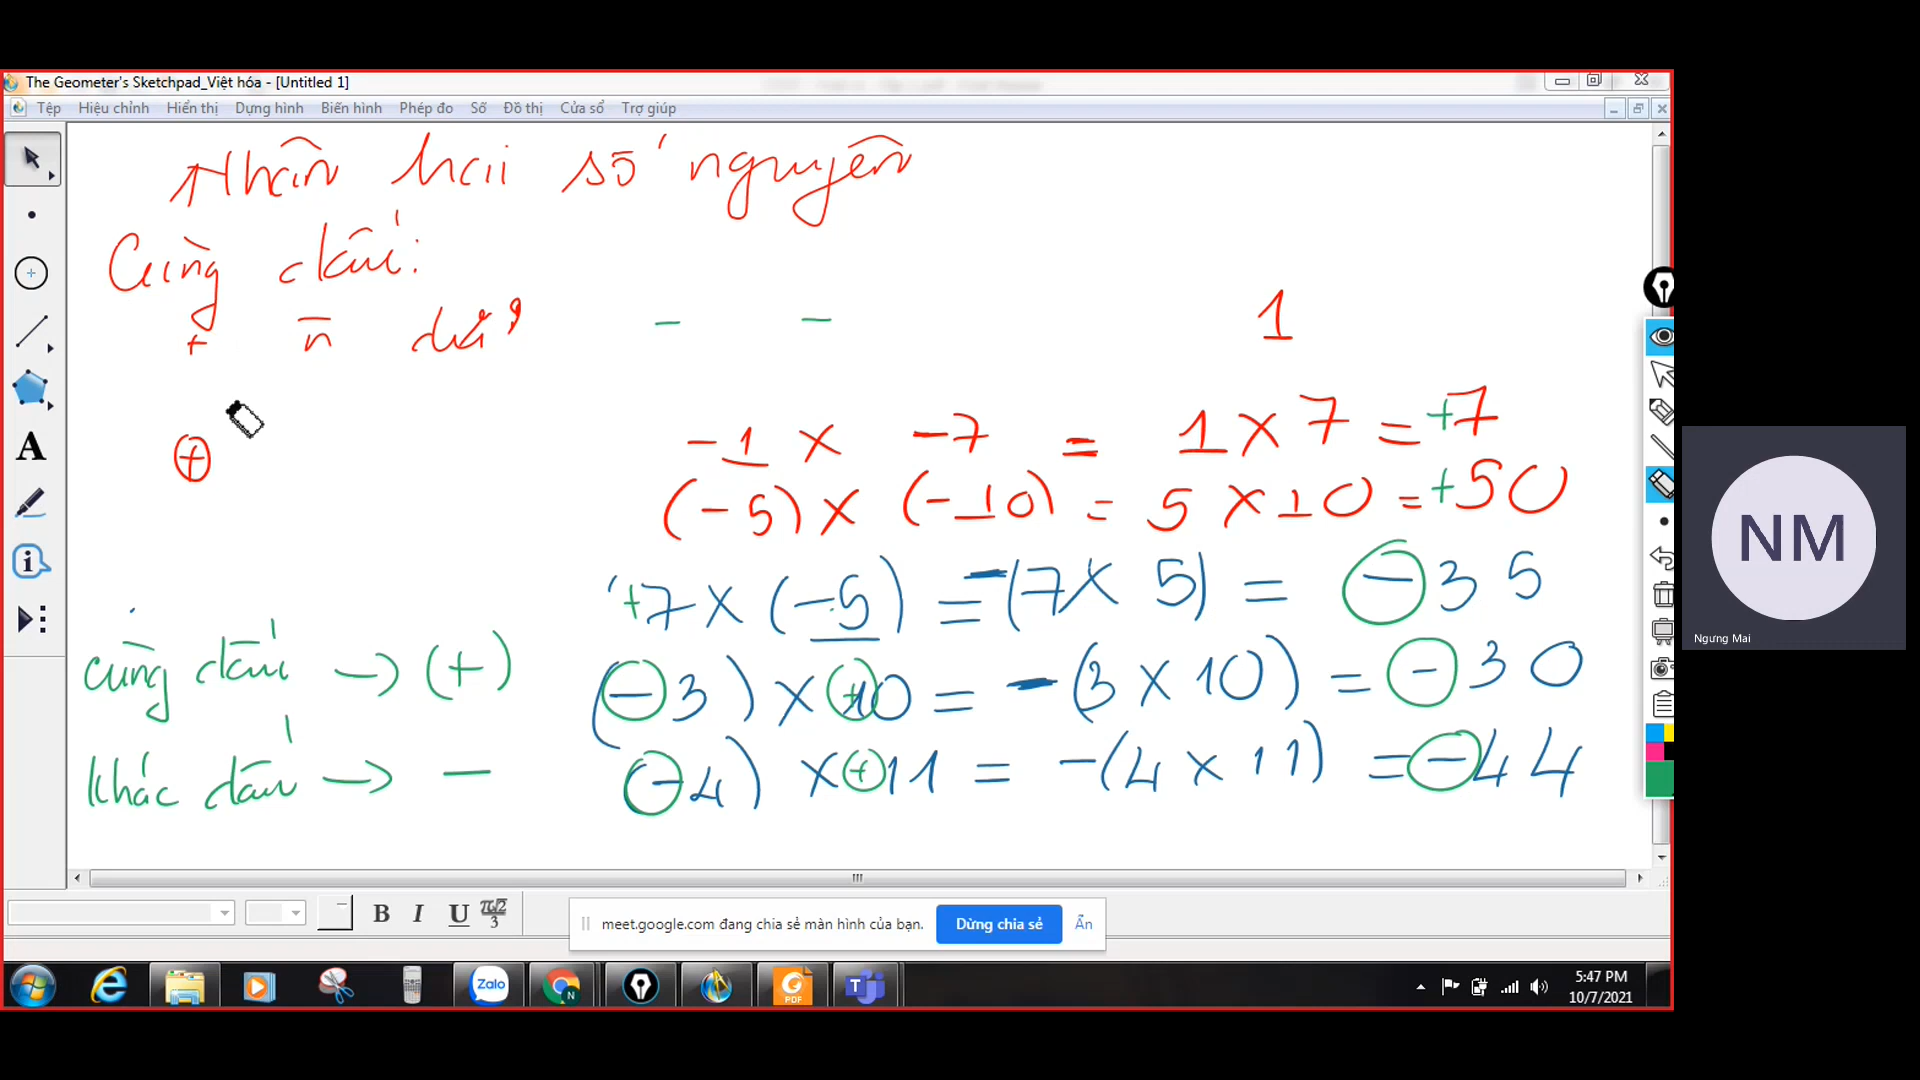 The Geometer's Sketchpad_Việt hóa - [Untitled 1]
Tệp Hiệu chỉnh Hiển thị Dựng hình Biến hình Phép đo Số Đồ thị Cửa sổ Trợ giúp
Nhân hai số nguyên
Cùng dấu:
+
- -
1
-1 x -7 = 1 x 7 = +7
+
(-5) x (-10) = 5 x 10 = +50
+7 x (-5) = -(7 x 5) = -35
cùng dấu → (+)
(-3) x +10 = -(3 x 10) = -30
khác dấu → -
(-4) x +11 = -(4 x 11) = -44
A
NM
Ngưng Mai
B I U
meet.google.com đang chia sẻ màn hình của bạn. Dừng chia sẻ Ẩn
Zalo
PDF
5:47 PM
10/7/2021